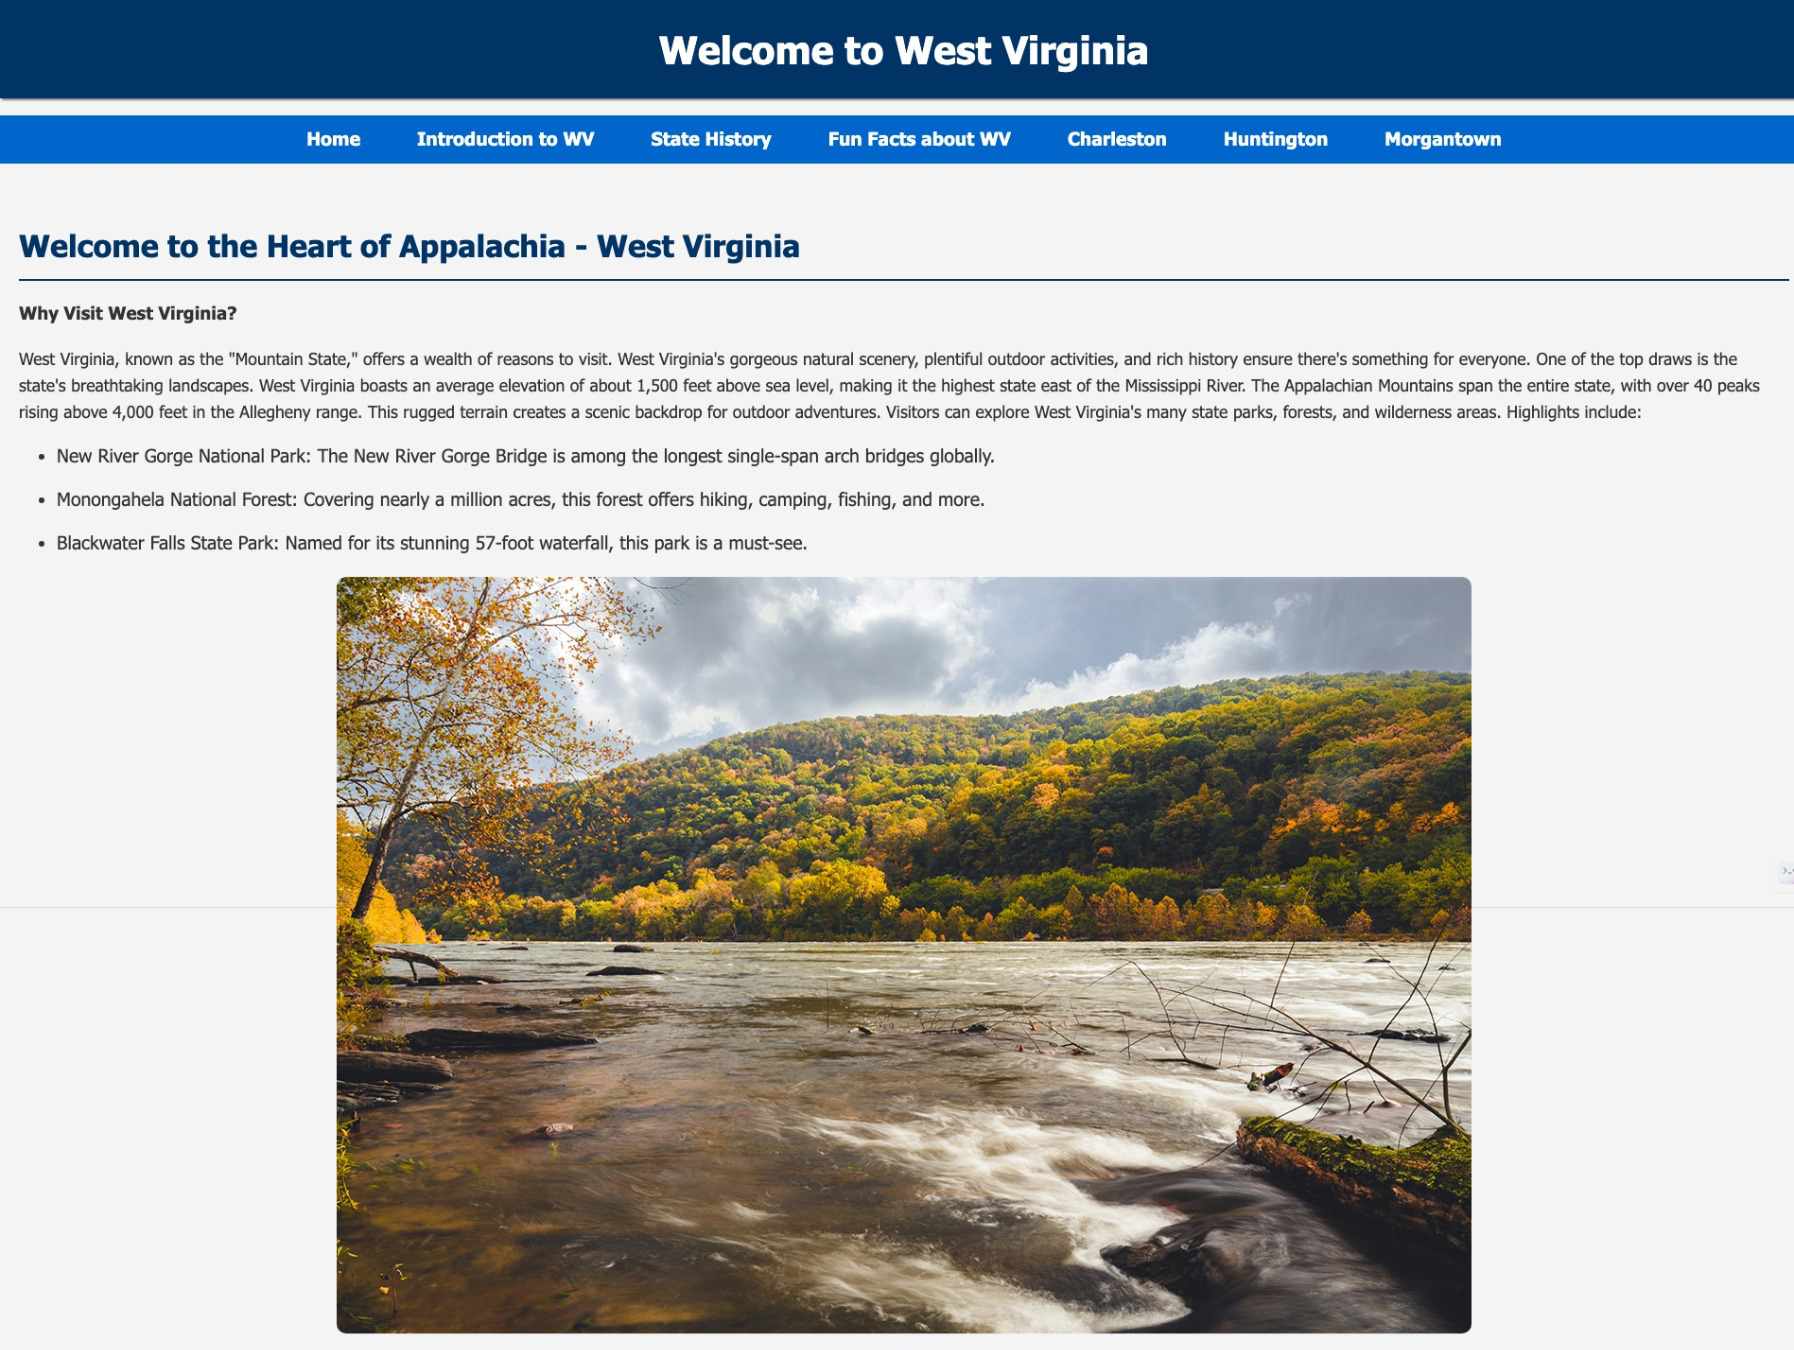 Welcome to West Virginia
Home Introduction to WV State History Fun Facts about WV Charleston Huntington Morgantown
Welcome to the Heart of Appalachia - West Virginia
Why Visit West Virginia?
West Virginia, known as the "Mountain State," offers a wealth of reasons to visit. West Virginia's gorgeous natural scenery, plentiful outdoor activities, and rich history ensure there's something for everyone. One of the top draws is the
state's breathtaking landscapes. West Virginia boasts an average elevation of about 1,500 feet above sea level, making it the highest state east of the Mississippi River. The Appalachian Mountains span the entire state, with over 40 peaks
rising above 4,000 feet in the Allegheny range. This rugged terrain creates a scenic backdrop for outdoor adventures. Visitors can explore West Virginia's many state parks, forests, and wilderness areas. Highlights include:
• New River Gorge National Park: The New River Gorge Bridge is among the longest single-span arch bridges globally.
• Monongahela National Forest: Covering nearly a million acres, this forest offers hiking, camping, fishing, and more.
• Blackwater Falls State Park: Named for its stunning 57-foot waterfall, this park is a must-see.